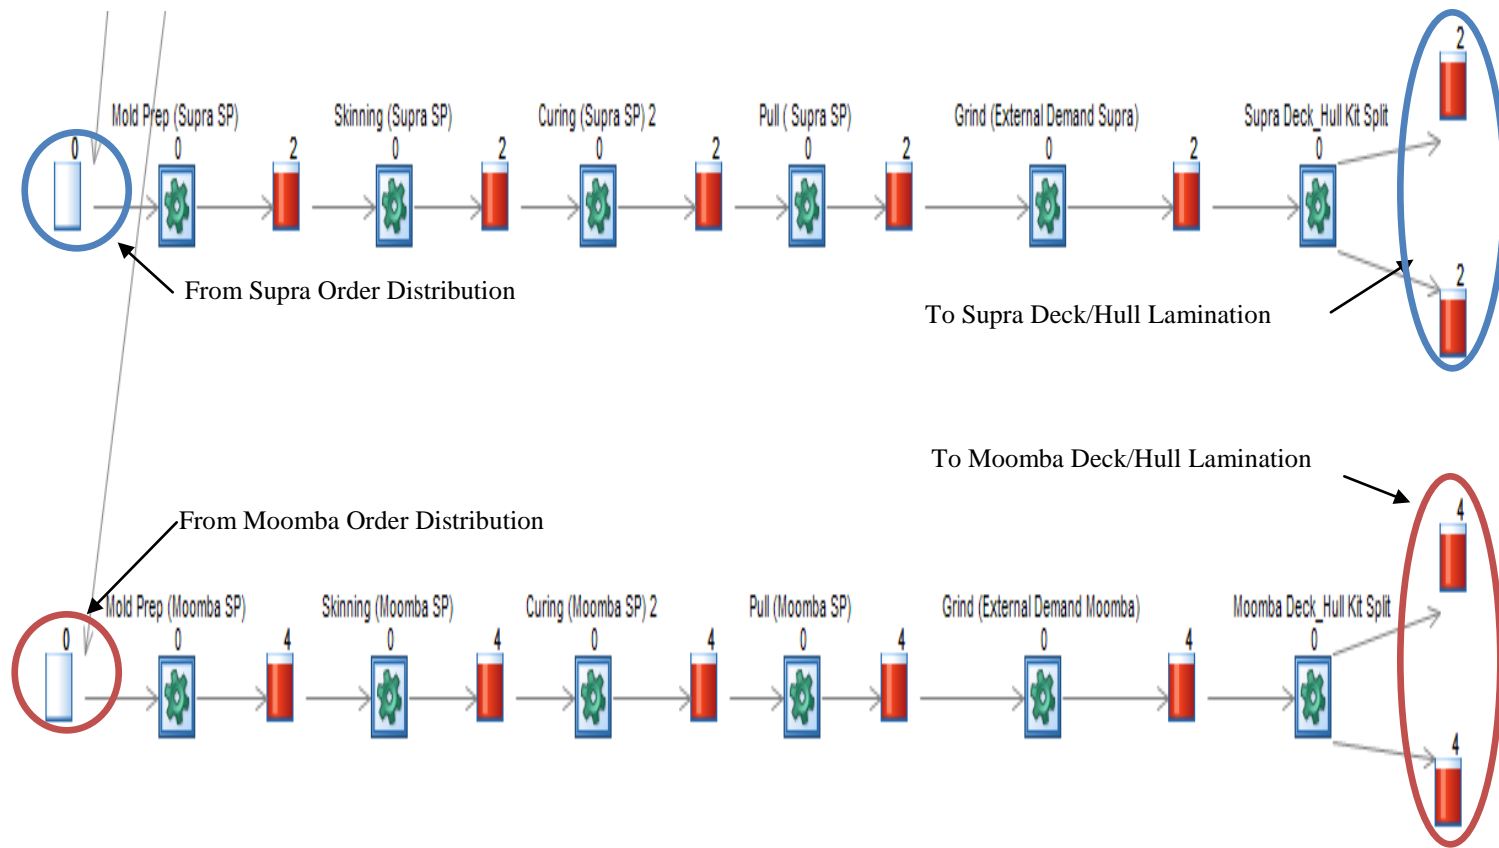 2
Mold Prep (Supra SP) Skinning (Supra SP) Curing (Supra SP) 2 Pull ( Supra SP) Grind (External Demand Supra) Supra Deck_Hull Kit Split
0 0 2 0 2 0 2 0 2 0 2 0
From Supra Order Distribution
2
To Supra Deck/Hull Lamination
To Moomba Deck/Hull Lamination
4
From Moomba Order Distribution
Mold Prep (Moomba SP) Skinning (Moomba SP) Curing (Moomba SP) 2 Pull (Moomba SP) Grind (External Demand Moomba) Moomba Deck_Hull Kit Split
0 0 4 0 4 0 4 0 4 0 4 0
4